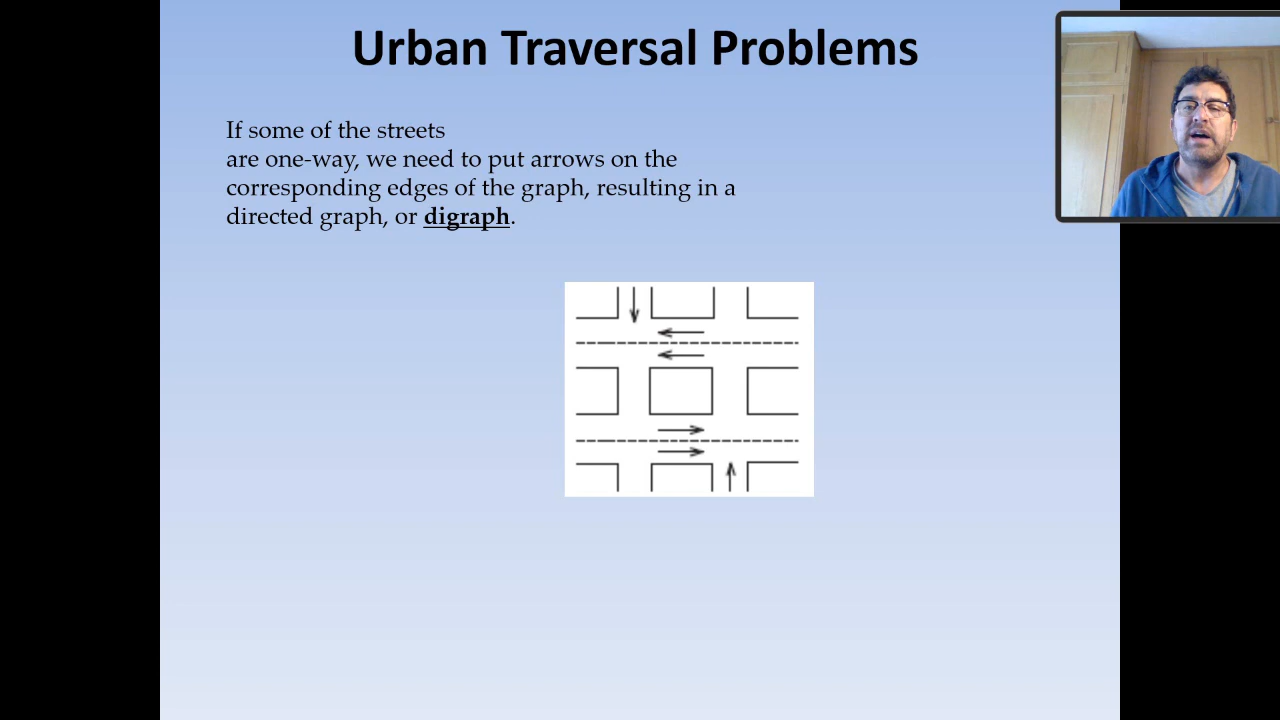 Urban Traversal Problems
If some of the streets
are one-way, we need to put arrows on the
corresponding edges of the graph, resulting in a
directed graph, or digraph.